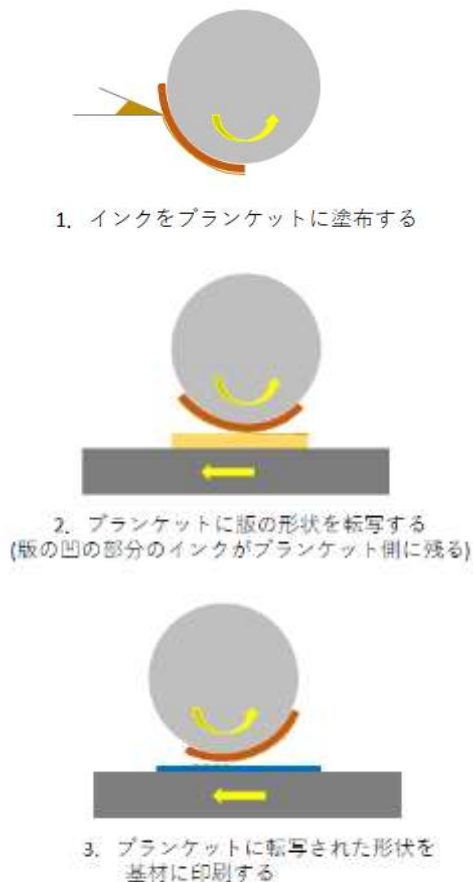 1. インクをブランケットに塗布する
2. ブランケットに版の形状を転写する
(版の凹の部分のインクがブランケット側に残る)
3. ブランケットに転写された形状を
基材に印刷する